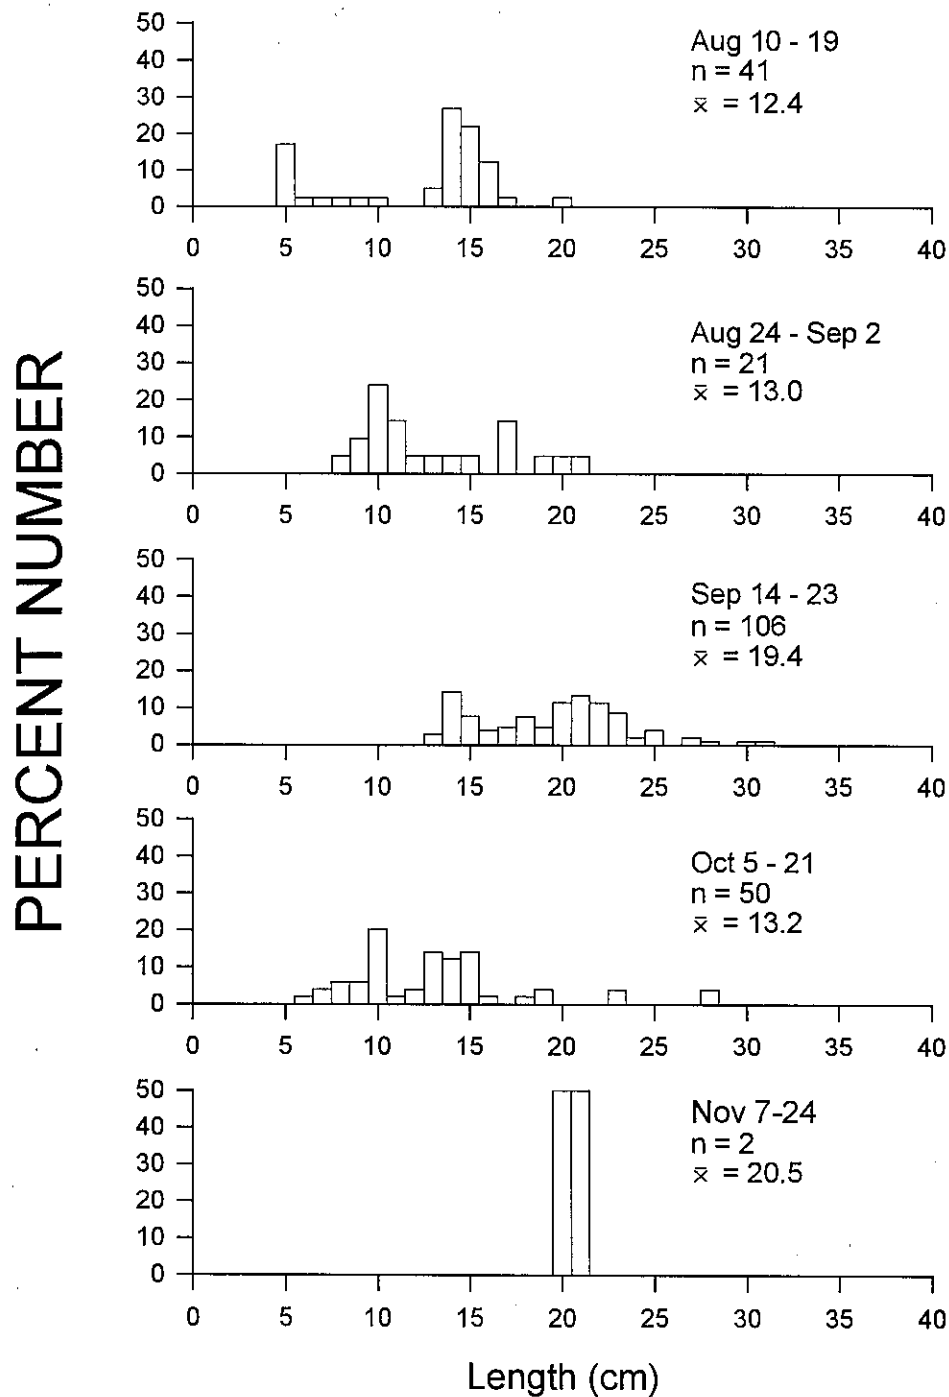 PERCENT NUMBER
50
40
30
20
10
0
Aug 10 - 19
n = 41
x̄ = 12.4
0 5 10 15 20 25 30 35 40
50
40
30
20
10
0
Aug 24 - Sep 2
n = 21
x̄ = 13.0
0 5 10 15 20 25 30 35 40
50
40
30
20
10
0
Sep 14 - 23
n = 106
x̄ = 19.4
0 5 10 15 20 25 30 35 40
50
40
30
20
10
0
Oct 5 - 21
n = 50
x̄ = 13.2
0 5 10 15 20 25 30 35 40
50
40
30
20
10
0
Nov 7-24
n = 2
x̄ = 20.5
0 5 10 15 20 25 30 35 40
Length (cm)